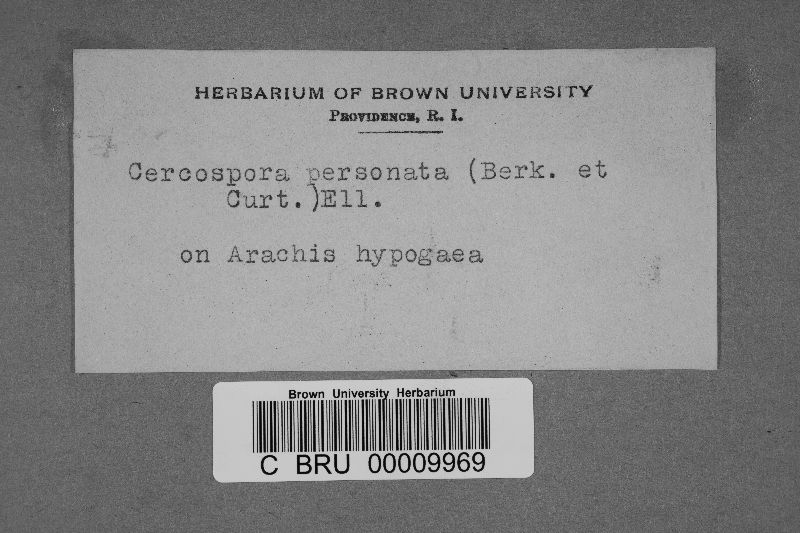 HERBARIUM OF BROWN UNIVERSITY
PROVIDENCE, R. I.
Cercospora personata (Berk. et
Curt.)Ell.
on Arachis hypogaea
Brown University Herbarium
C BRU 00009969